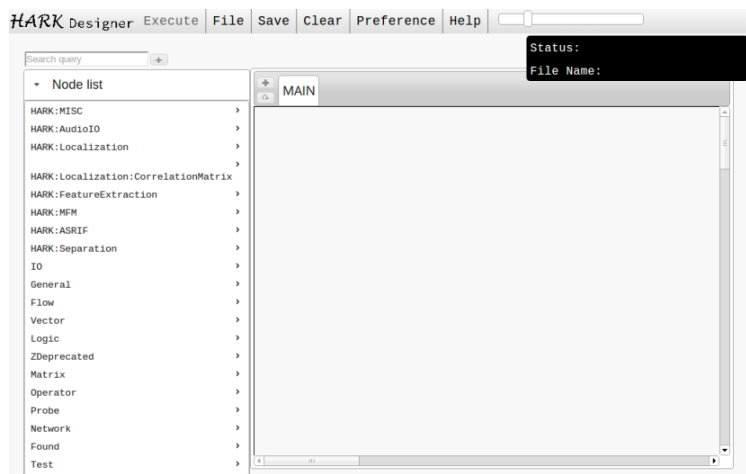 HARK Designer Execute File Save Clear Preference Help
Status:
File Name:
Search query
Node list
MAIN
HARK:MISC
HARK:AudioIO
HARK:Localization
HARK:Localization:CorrelationMatrix
HARK:FeatureExtraction
HARK:MFM
HARK:ASRIF
HARK:Separation
IO
General
Flow
Vector
Logic
ZDeprecated
Matrix
Operator
Probe
Network
Found
Test